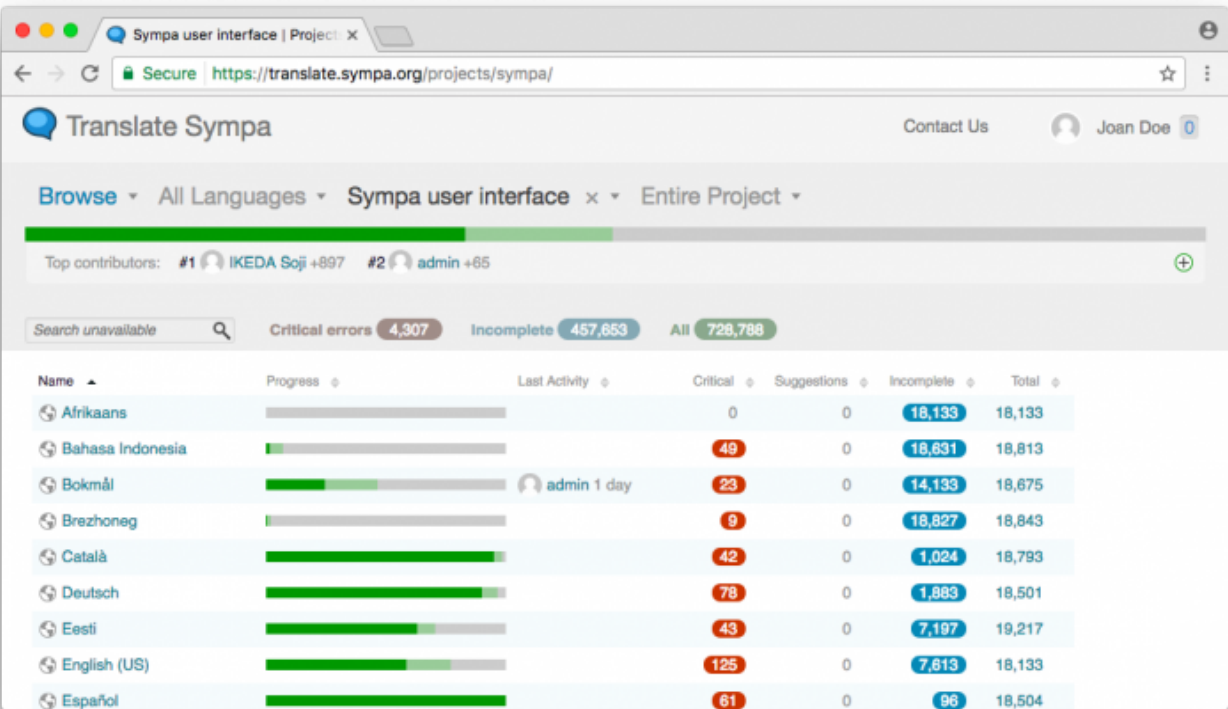 Sympa user interface | Project
Secure https://translate.sympa.org/projects/sympa/
Translate Sympa Contact Us Joan Doe 0
Browse All Languages Sympa user interface × Entire Project
Top contributors: #1 IKEDA Soji +897 #2 admin +65
Search unavailable Critical errors 4,307 Incomplete 457,653 All 728,788
Name Progress Last Activity Critical Suggestions Incomplete Total
Afrikaans 0 0 18,133 18,133
Bahasa Indonesia 49 0 18,631 18,813
Bokmål admin 1 day 23 0 14,133 18,675
Brezhoneg 9 0 18,827 18,843
Català 42 0 1,024 18,793
Deutsch 78 0 1,883 18,501
Eesti 43 0 7,197 19,217
English (US) 125 0 7,613 18,133
Español 61 0 96 18,504